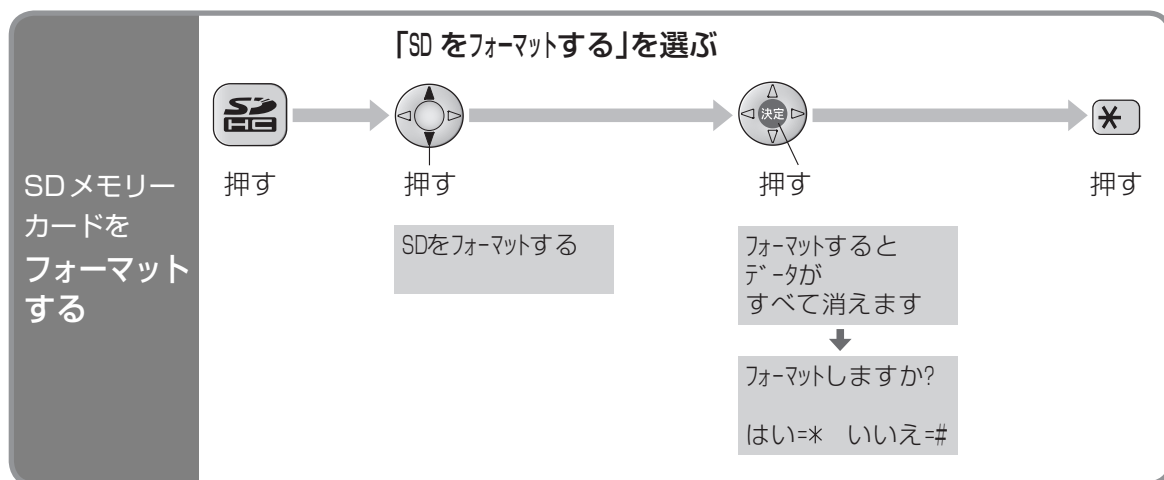 SDメモリー
カードを
フォーマット
する
「SD をﾌｫｰﾏｯﾄする」を選ぶ
SD
HC
決定
*
押す
押す
押す
押す
SDをﾌｫｰﾏｯﾄする
ﾌｫｰﾏｯﾄすると
ﾃﾞｰﾀが
すべて消えます
ﾌｫｰﾏｯﾄしますか?
はい=* いいえ=#